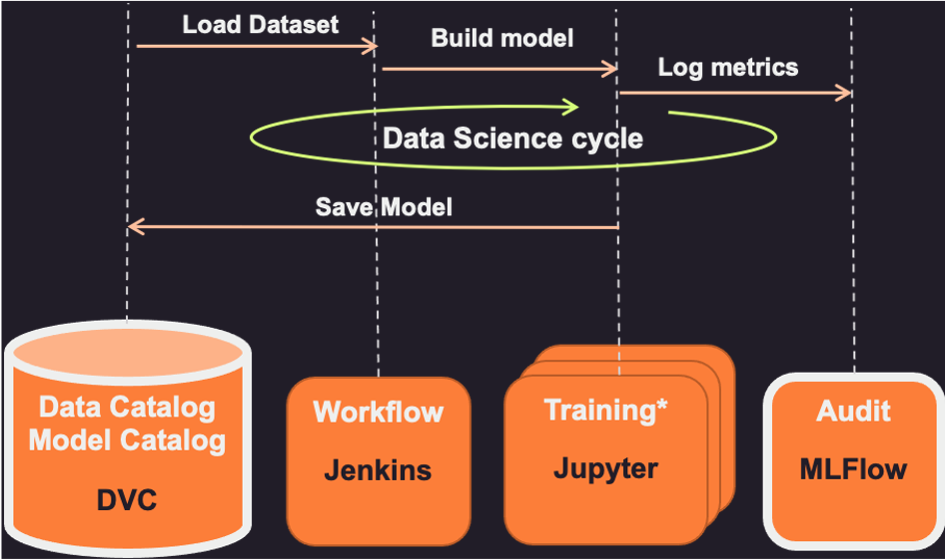 Load Dataset
Build model
Log metrics
Data Science cycle
Save Model
Data Catalog
Model Catalog
DVC
Workflow
Jenkins
Training*
Jupyter
Audit
MLFlow